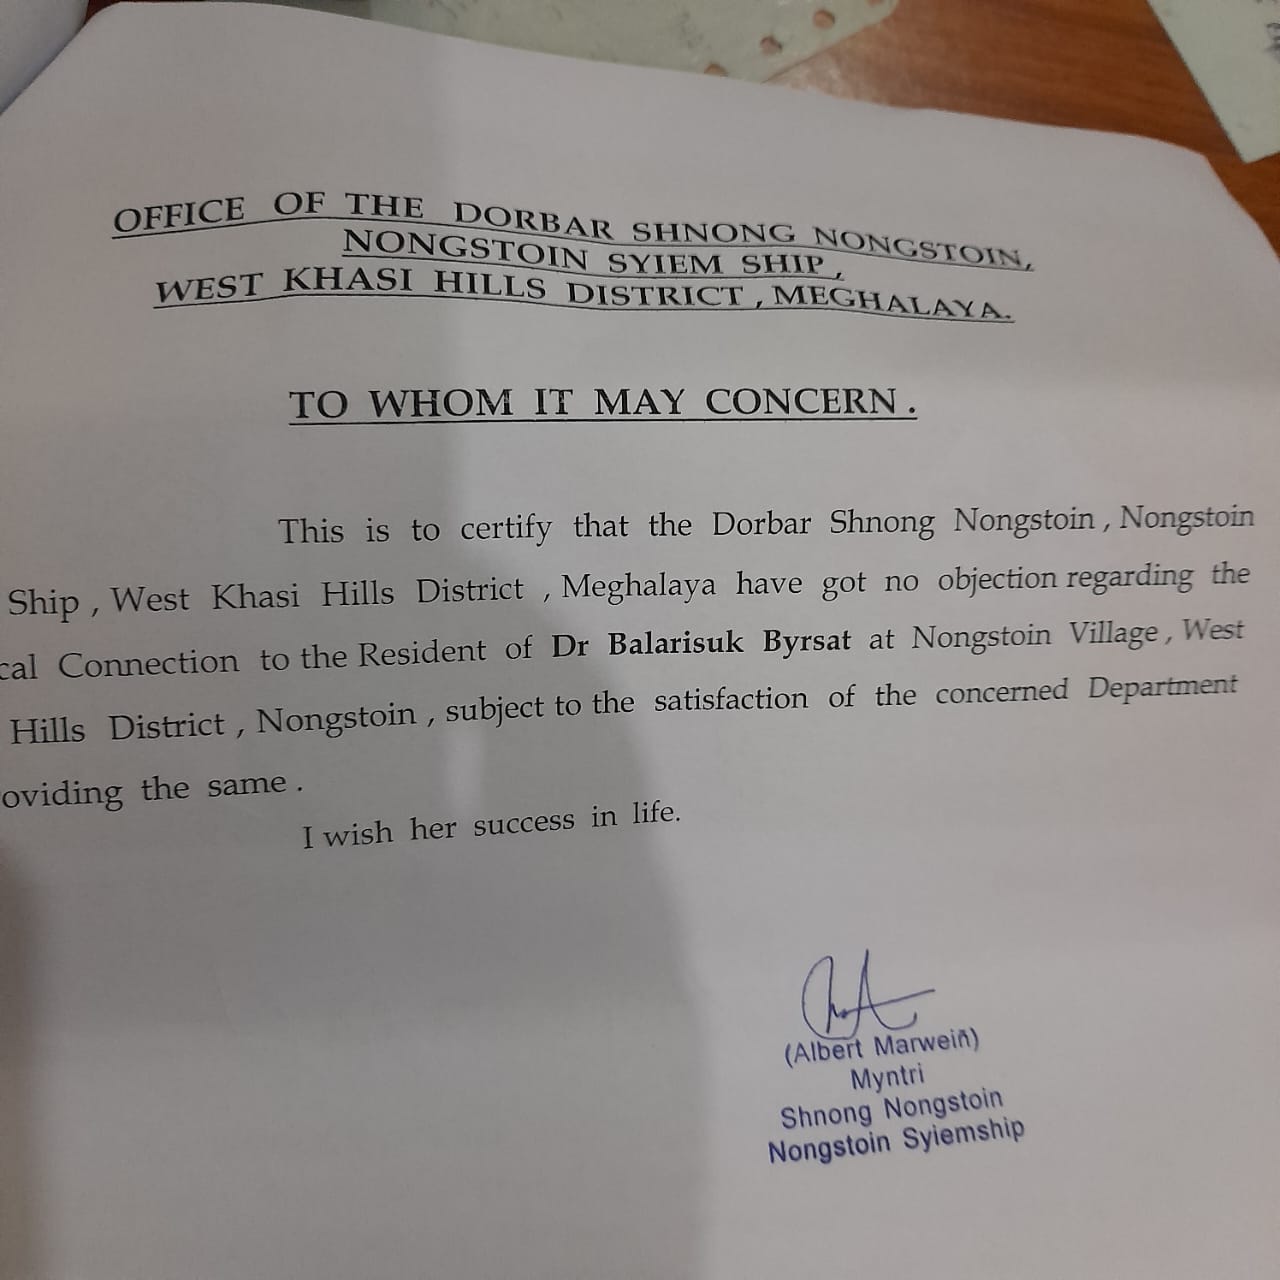 OFFICE OF THE DORBAR SHNONG NONGSTOIN,
NONGSTOIN SYIEM SHIP,
WEST KHASI HILLS DISTRICT, MEGHALAYA.
TO WHOM IT MAY CONCERN.
This is to certify that the Dorbar Shnong Nongstoin, Nongstoin
Ship, West Khasi Hills District, Meghalaya have got no objection regarding the
cal Connection to the Resident of Dr Balarisuk Byrsat at Nongstoin Village, West
Hills District, Nongstoin, subject to the satisfaction of the concerned Department
oviding the same.
I wish her success in life.
(Albert Marweiñ)
Myntri
Shnong Nongstoin
Nongstoin Syiemship